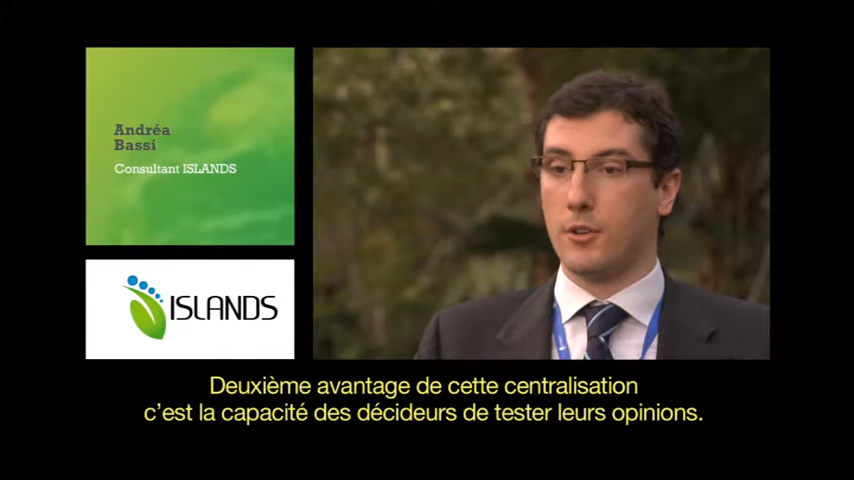 Andréa
Bassi
Consultant ISLANDS
ISLANDS
Deuxième avantage de cette centralisation
c'est la capacité des décideurs de tester leurs opinions.